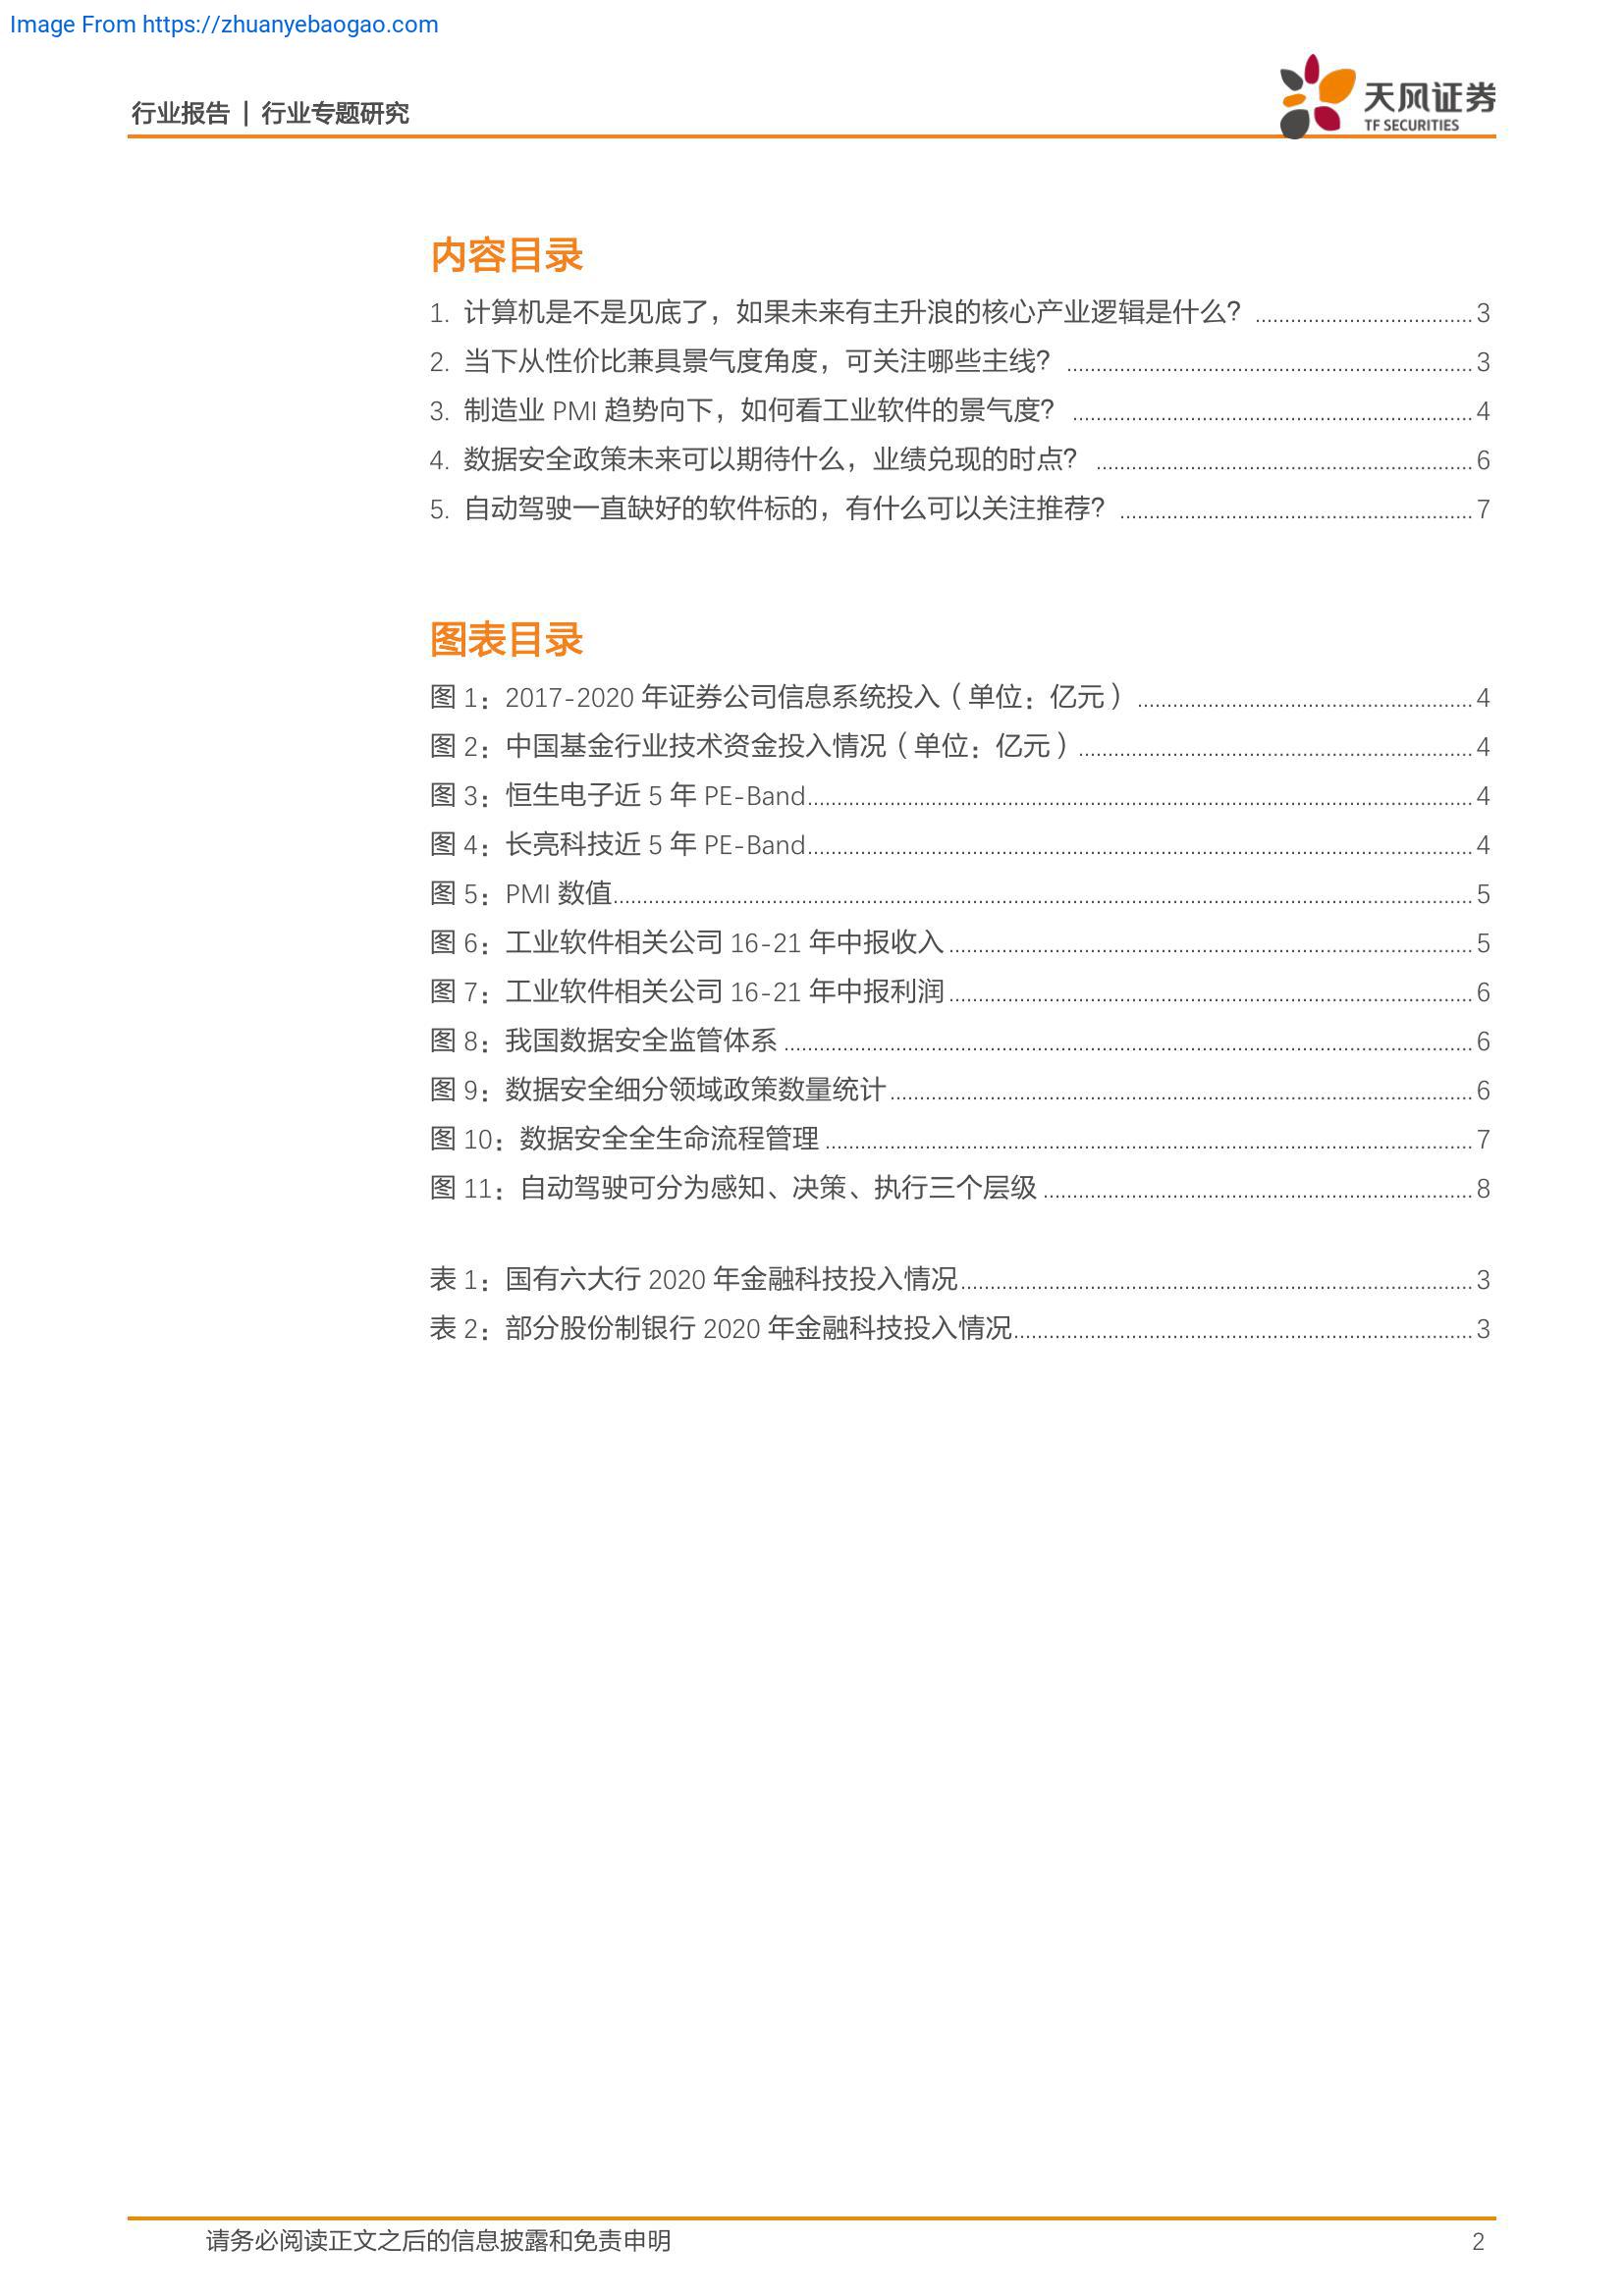 Image From https://zhuanyebaogao.com
行业报告 | 行业专题研究
天风证券
TF SECURITIES
内容目录
1. 计算机是不是见底了，如果未来有主升浪的核心产业逻辑是什么？ 3
2. 当下从性价比兼具景气度角度，可关注哪些主线？ 3
3. 制造业 PMI 趋势向下，如何看工业软件的景气度？ 4
4. 数据安全政策未来可以期待什么，业绩兑现的时点？ 6
5. 自动驾驶一直缺好的软件标的，有什么可以关注推荐？ 7
图表目录
图 1：2017-2020 年证券公司信息系统投入（单位：亿元） 4
图 2：中国基金行业技术资金投入情况（单位：亿元） 4
图 3：恒生电子近 5 年 PE-Band 4
图 4：长亮科技近 5 年 PE-Band 4
图 5：PMI 数值 5
图 6：工业软件相关公司 16-21 年中报收入 5
图 7：工业软件相关公司 16-21 年中报利润 6
图 8：我国数据安全监管体系 6
图 9：数据安全细分领域政策数量统计 6
图 10：数据安全全生命流程管理 7
图 11：自动驾驶可分为感知、决策、执行三个层级 8
表 1：国有六大行 2020 年金融科技投入情况 3
表 2：部分股份制银行 2020 年金融科技投入情况 3
请务必阅读正文之后的信息披露和免责申明 2